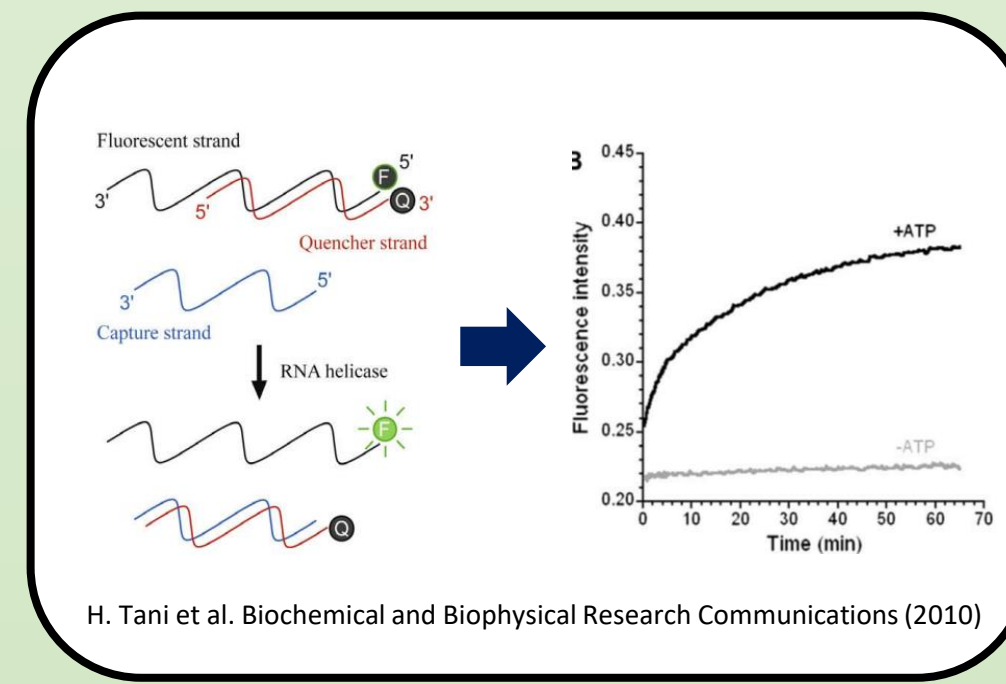 Fluorescent strand
F
5'
3'
5'
Q
3'
Quencher strand
3'
5'
Capture strand
RNA helicase
F
Q
B
Fluorescence intensity
0.45
0.40
0.35
0.30
0.25
0.20
+ATP
-ATP
0 10 20 30 40 50 60 70
Time (min)
H. Tani et al. Biochemical and Biophysical Research Communications (2010)